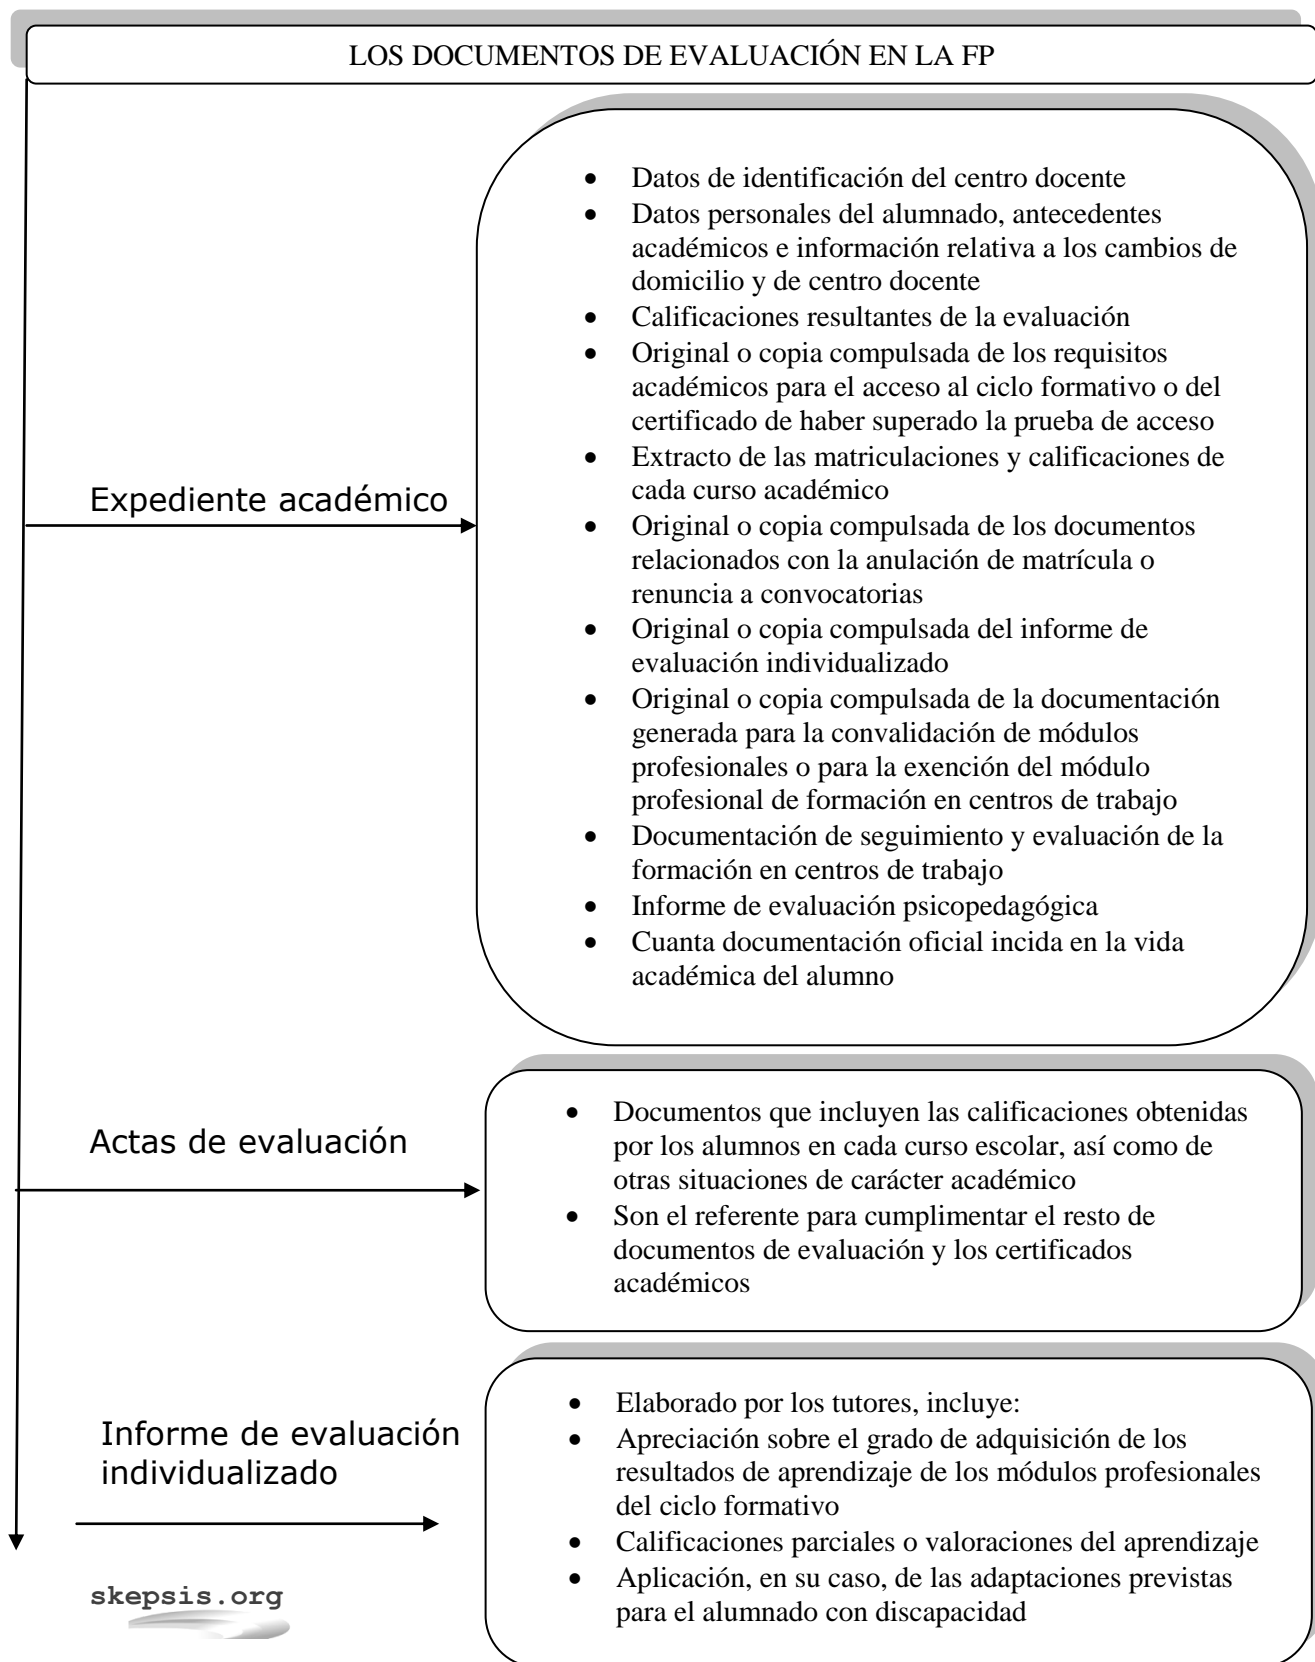 LOS DOCUMENTOS DE EVALUACIÓN EN LA FP
Expediente académico
• Datos de identificación del centro docente
• Datos personales del alumnado, antecedentes
académicos e información relativa a los cambios de
domicilio y de centro docente
• Calificaciones resultantes de la evaluación
• Original o copia compulsada de los requisitos
académicos para el acceso al ciclo formativo o del
certificado de haber superado la prueba de acceso
• Extracto de las matriculaciones y calificaciones de
cada curso académico
• Original o copia compulsada de los documentos
relacionados con la anulación de matrícula o
renuncia a convocatorias
• Original o copia compulsada del informe de
evaluación individualizado
• Original o copia compulsada de la documentación
generada para la convalidación de módulos
profesionales o para la exención del módulo
profesional de formación en centros de trabajo
• Documentación de seguimiento y evaluación de la
formación en centros de trabajo
• Informe de evaluación psicopedagógica
• Cuanta documentación oficial incida en la vida
académica del alumno
Actas de evaluación
• Documentos que incluyen las calificaciones obtenidas
por los alumnos en cada curso escolar, así como de
otras situaciones de carácter académico
• Son el referente para cumplimentar el resto de
documentos de evaluación y los certificados
académicos
Informe de evaluación
individualizado
• Elaborado por los tutores, incluye:
• Apreciación sobre el grado de adquisición de los
resultados de aprendizaje de los módulos profesionales
del ciclo formativo
• Calificaciones parciales o valoraciones del aprendizaje
• Aplicación, en su caso, de las adaptaciones previstas
para el alumnado con discapacidad
skepsis.org